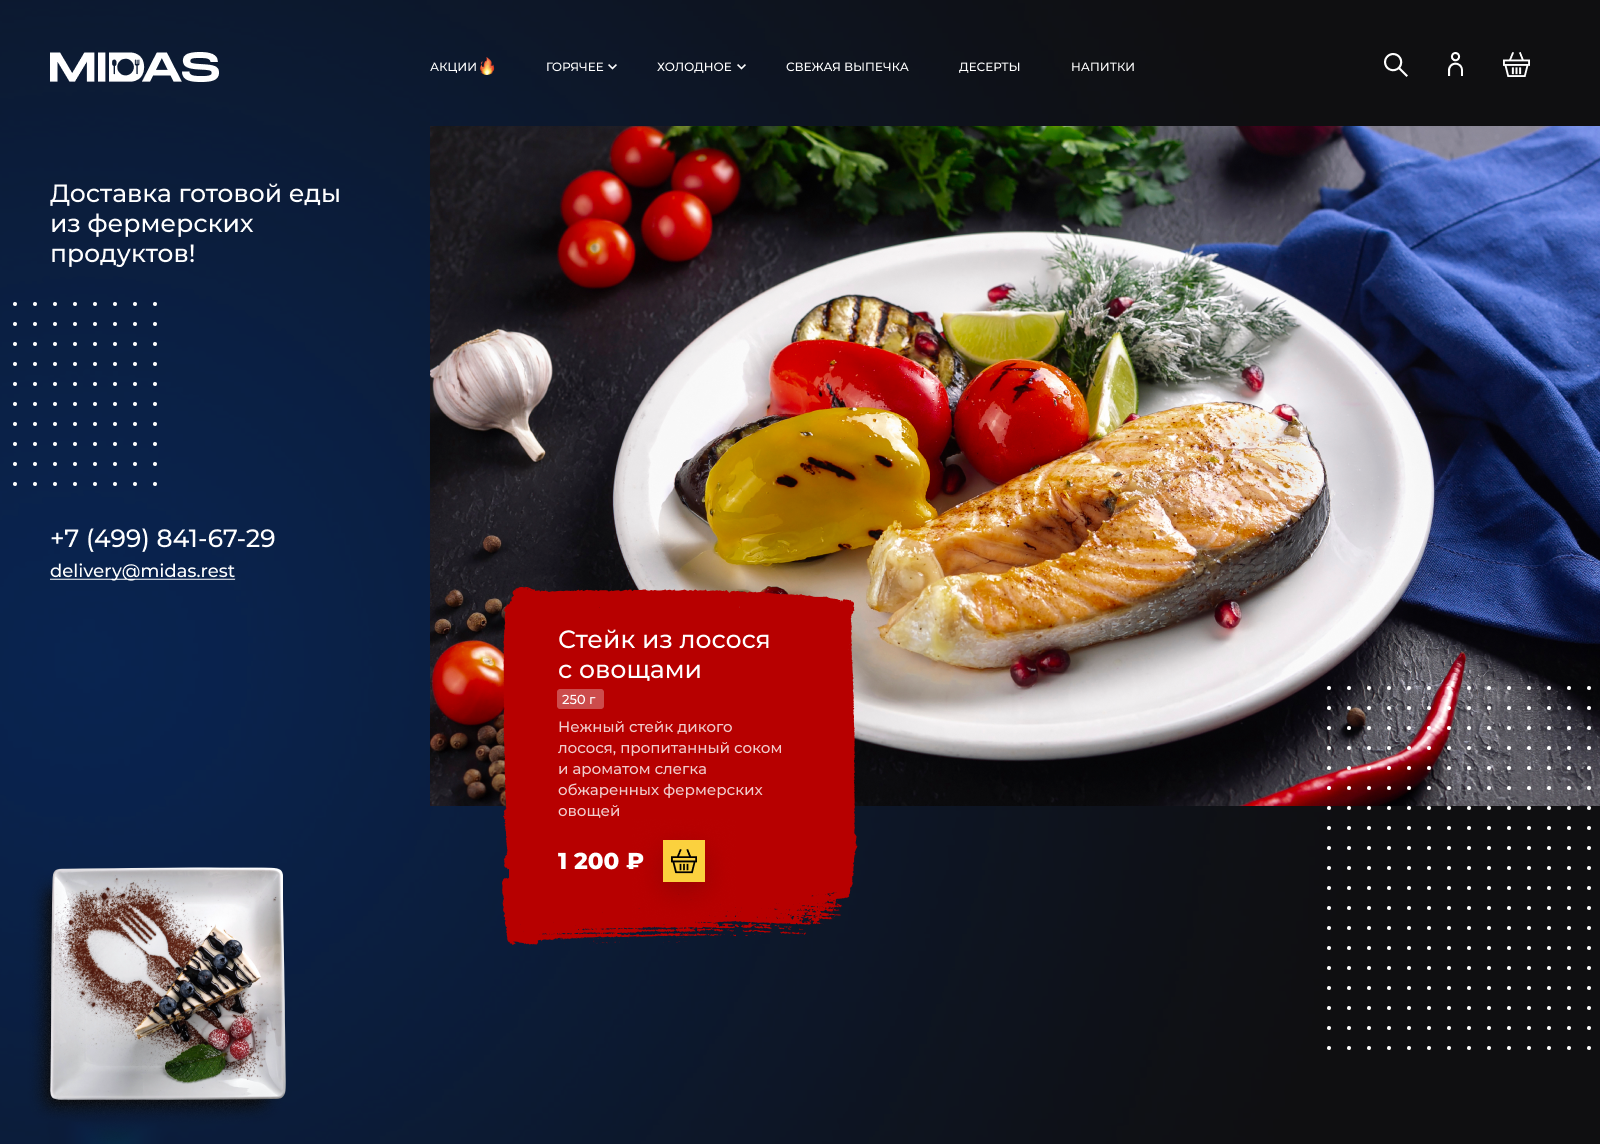 MIDAS
АКЦИИ
ГОРЯЧЕЕ
ХОЛОДНОЕ
СВЕЖАЯ ВЫПЕЧКА
ДЕСЕРТЫ
НАПИТКИ
Доставка готовой еды
из фермерских
продуктов!
+7 (499) 841-67-29
delivery@midas.rest
Стейк из лосося
с овощами
250 г
Нежный стейк дикого
лосося, пропитанный соком
и ароматом слегка
обжаренных фермерских
овощей
1 200 ₽